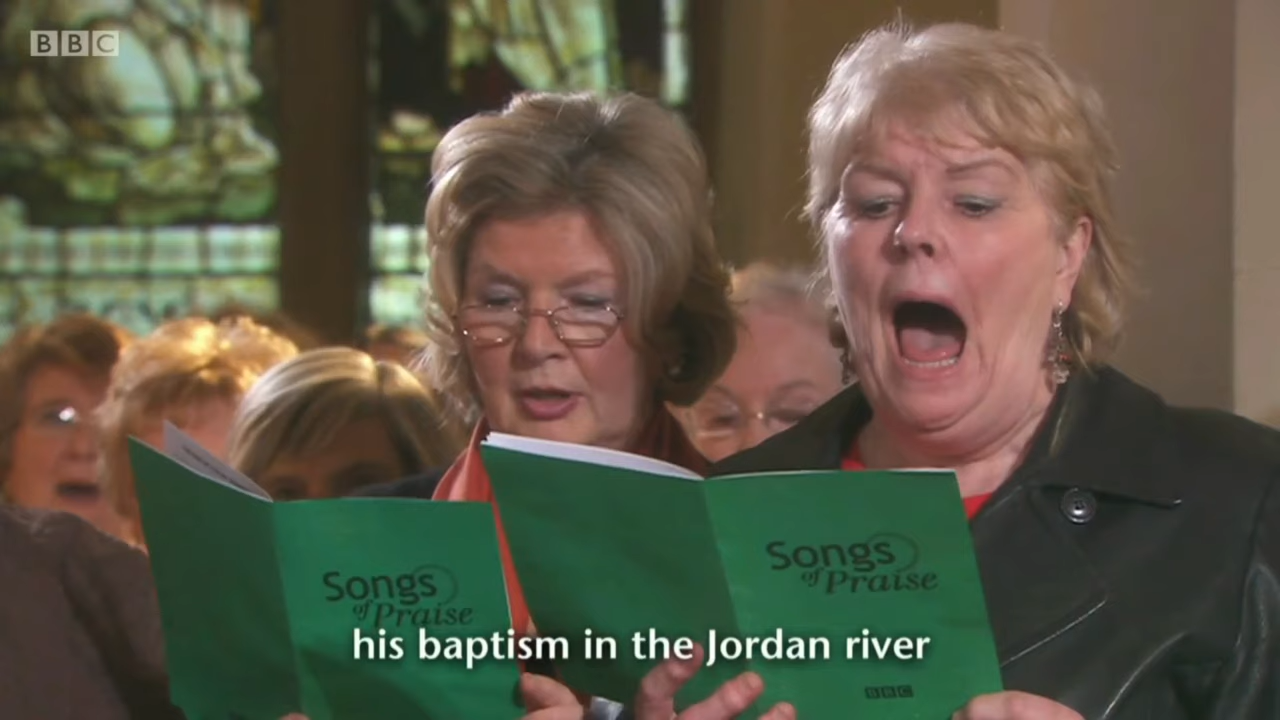 BBC
Songs
of Praise
Songs
of Praise
his baptism in the Jordan river
BBC